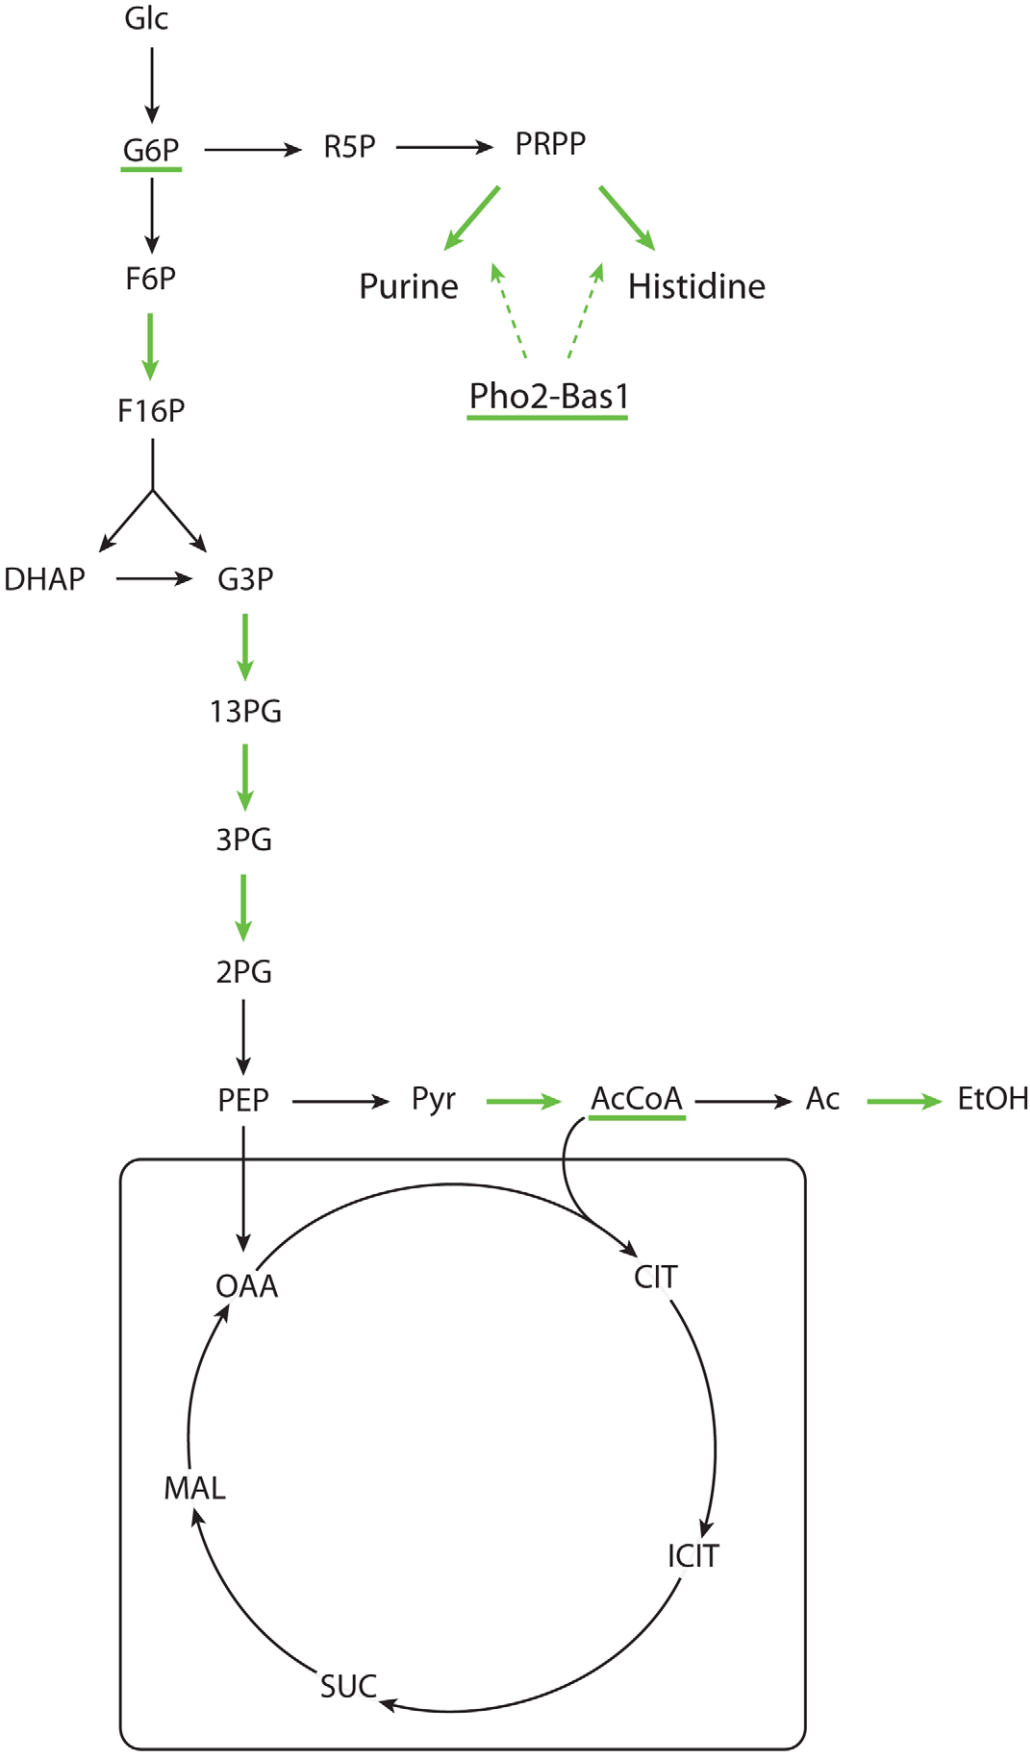 Glc
G6P
R5P
PRPP
F6P
Purine
Histidine
Pho2-Bas1
F16P
DHAP
G3P
13PG
3PG
2PG
PEP
Pyr
AcCoA
Ac
EtOH
OAA
CIT
MAL
ICIT
SUC